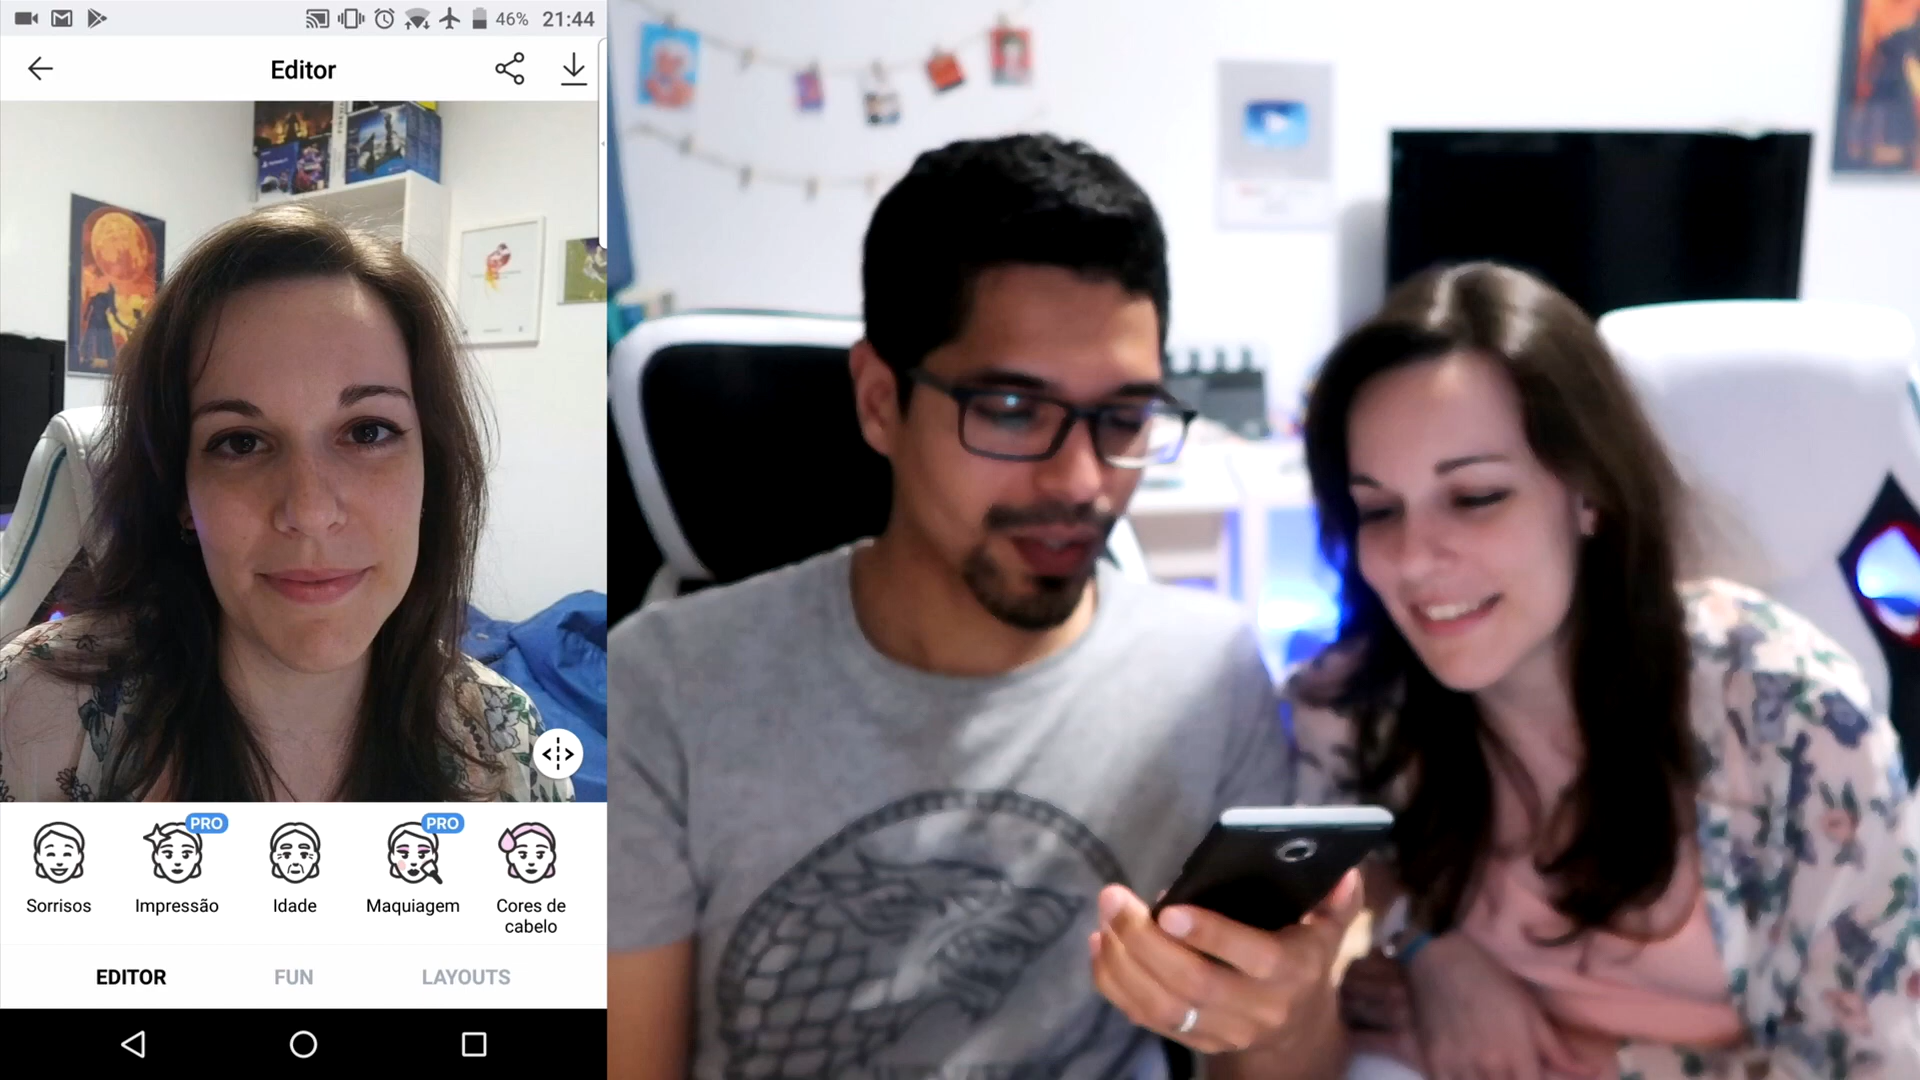 46% 21:44
Editor
PRO PRO
Sorrisos Impressão Idade Maquiagem Cores de
cabelo
EDITOR FUN LAYOUTS